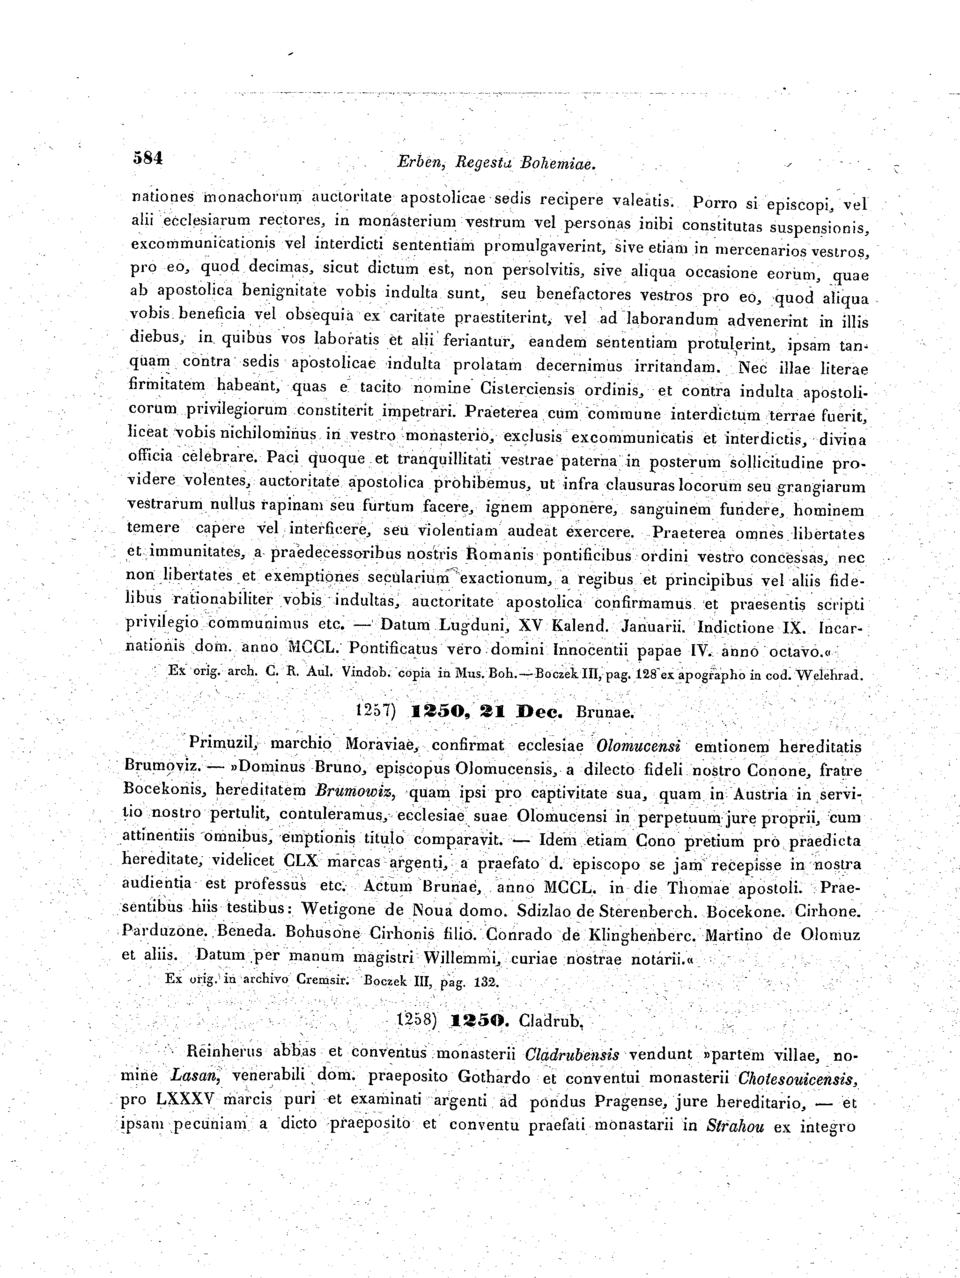 584
Erben, Regesta Bohemiae.
nationes monachorum auctoritate apostolicae sedis recipere valeatis. Porro si episcopi, vel
alii ecclesiarum rectores, in monasterium vestrum vel personas inibi constitutas suspensionis,
excommunicationis vel interdicti sententiam promulgaverint, sive etiam in mercenarios vestros,
pro eo, quod decimas, sicut dictum est, non persolvitis, sive aliqua occasione eorum, quae
ab apostolica benignitate vobis indulta sunt, seu benefactores vestros pro eo, quod aliqua
vobis beneficia vel obsequia ex caritate praestiterint, vel ad laborandum advenerint in illis
diebus, in quibus vos laboratis et alii feriantur, eandem sententiam protulerint, ipsam tan-
quam contra sedis apostolicae indulta prolatam decernimus irritandam. Nec illae literae
firmitatem habeant, quas e tacito nomine Cisterciensis ordinis, et contra indulta apostoli-
corum privilegiorum constiterit impetrari. Praeterea cum commune interdictum terrae fuerit,
liceat vobis nichilominus in vestro monasterio, exclusis excommunicatis et interdictis, divina
officia celebrare. Paci quoque et tranquillitati vestrae paterna in posterum sollicitudine pro-
videre volentes, auctoritate apostolica prohibemus, ut infra clausuras locorum seu grangiarum
vestrarum nullus rapinam seu furtum facere, ignem apponere, sanguinem fundere, hominem
temere capere vel interficere, seu violentiam audeat exercere. Praeterea omnes libertates
et immunitates, a praedecessoribus nostris Romanis pontificibus ordini vestro concessas, nec
non libertates et exemptiones secularium exactionum, a regibus et principibus vel aliis fide-
libus rationabiliter vobis indultas, auctoritate apostolica confirmamus et praesentis scripti
privilegio communimus etc. — Datum Lugduni, XV Kalend. Januarii. Indictione IX. Incar-
nationis dom. anno MCCL. Pontificatus vero domini Innocentii papae IV. anno octavo.«
Ex orig. arch. C. R. Aul. Vindob. copia in Mus. Boh.—Boczek III, pag. 128 ex apographo in cod. Welehrad.
1257) 1250, 21 Dec. Brunae.
Primuzil, marchio Moraviae, confirmat ecclesiae Olomucensi emtionem hereditatis
Brumoviz. — »Dominus Bruno, episcopus Olomucensis, a dilecto fideli nostro Conone, fratre
Bocekonis, hereditatem Brumowiz, quam ipsi pro captivitate sua, quam in Austria in servi-
tio nostro pertulit, contuleramus, ecclesiae suae Olomucensi in perpetuum jure proprii, cum
attinentiis omnibus, emptionis titulo comparavit. — Idem etiam Cono pretium pro praedicta
hereditate, videlicet CLX marcas argenti, a praefato d. episcopo se jam recepisse in nostra
audientia est professus etc. Actum Brunae, anno MCCL. in die Thomae apostoli. Prae-
sentibus hiis testibus: Wetigone de Noua domo. Sdizlao de Sterenberch. Bocekone. Cirhone.
Parduzone. Beneda. Bohusone Cirhonis filio. Conrado de Klinghenberc. Martino de Olomuz
et aliis. Datum per manum magistri Willemmi, curiae nostrae notarii.«
Ex orig. in archivo Cremsir. Boczek III, pag. 132.
1258) 1250. Cladrub.
Reinherus abbas et conventus monasterii Cladrubensis vendunt »partem villae, no-
mine Lasan, venerabili dom. praeposito Gothardo et conventui monasterii Chotesouicensis,
pro LXXXV marcis puri et examinati argenti ad pondus Pragense, jure hereditario, — et
ipsam pecuniam a dicto praeposito et conventu praefati monastarii in Strahou ex integro